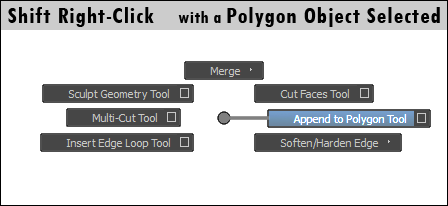 Shift Right-Click with a Polygon Object Selected
Merge
Sculpt Geometry Tool
Cut Faces Tool
Multi-Cut Tool
Append to Polygon Tool
Insert Edge Loop Tool
Soften/Harden Edge